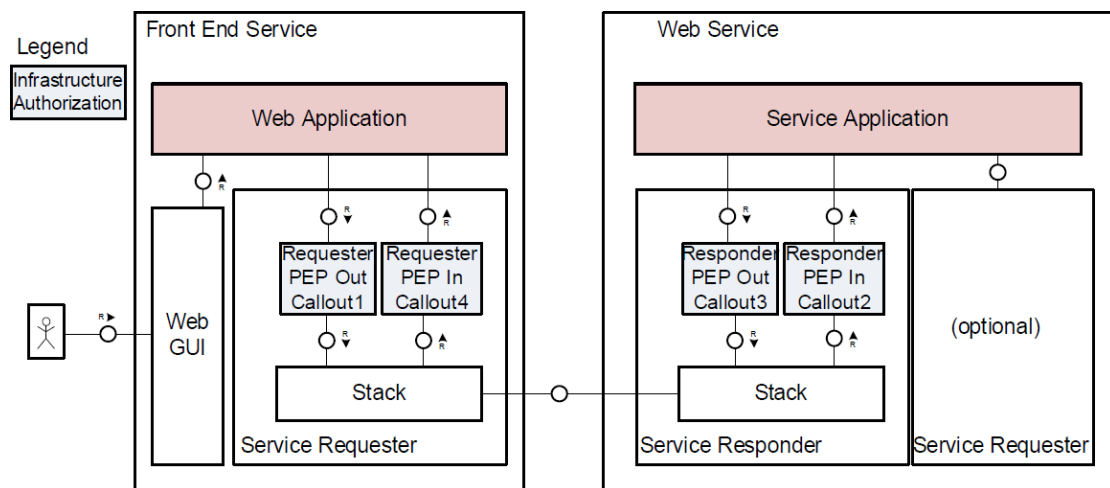 Front End Service
Web Service
Legend
Infrastructure
Authorization
Web Application
Service Application
R
R
R
R
R
Requester
PEP Out
Callout1
Requester
PEP In
Callout4
Responder
PEP Out
Callout3
Responder
PEP In
Callout2
R
Web
GUI
(optional)
R
R
R
R
Stack
Stack
Service Requester
Service Responder
Service Requester